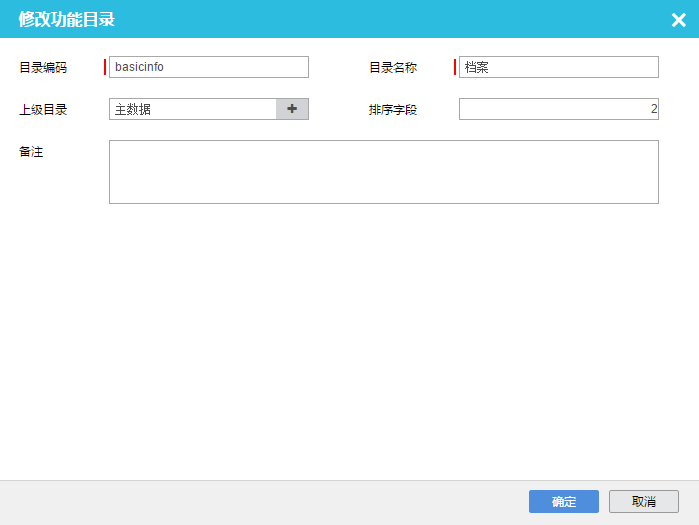 修改功能目录
目录编码 basicinfo 目录名称 档案
上级目录 主数据 排序字段 2
备注
确定 取消